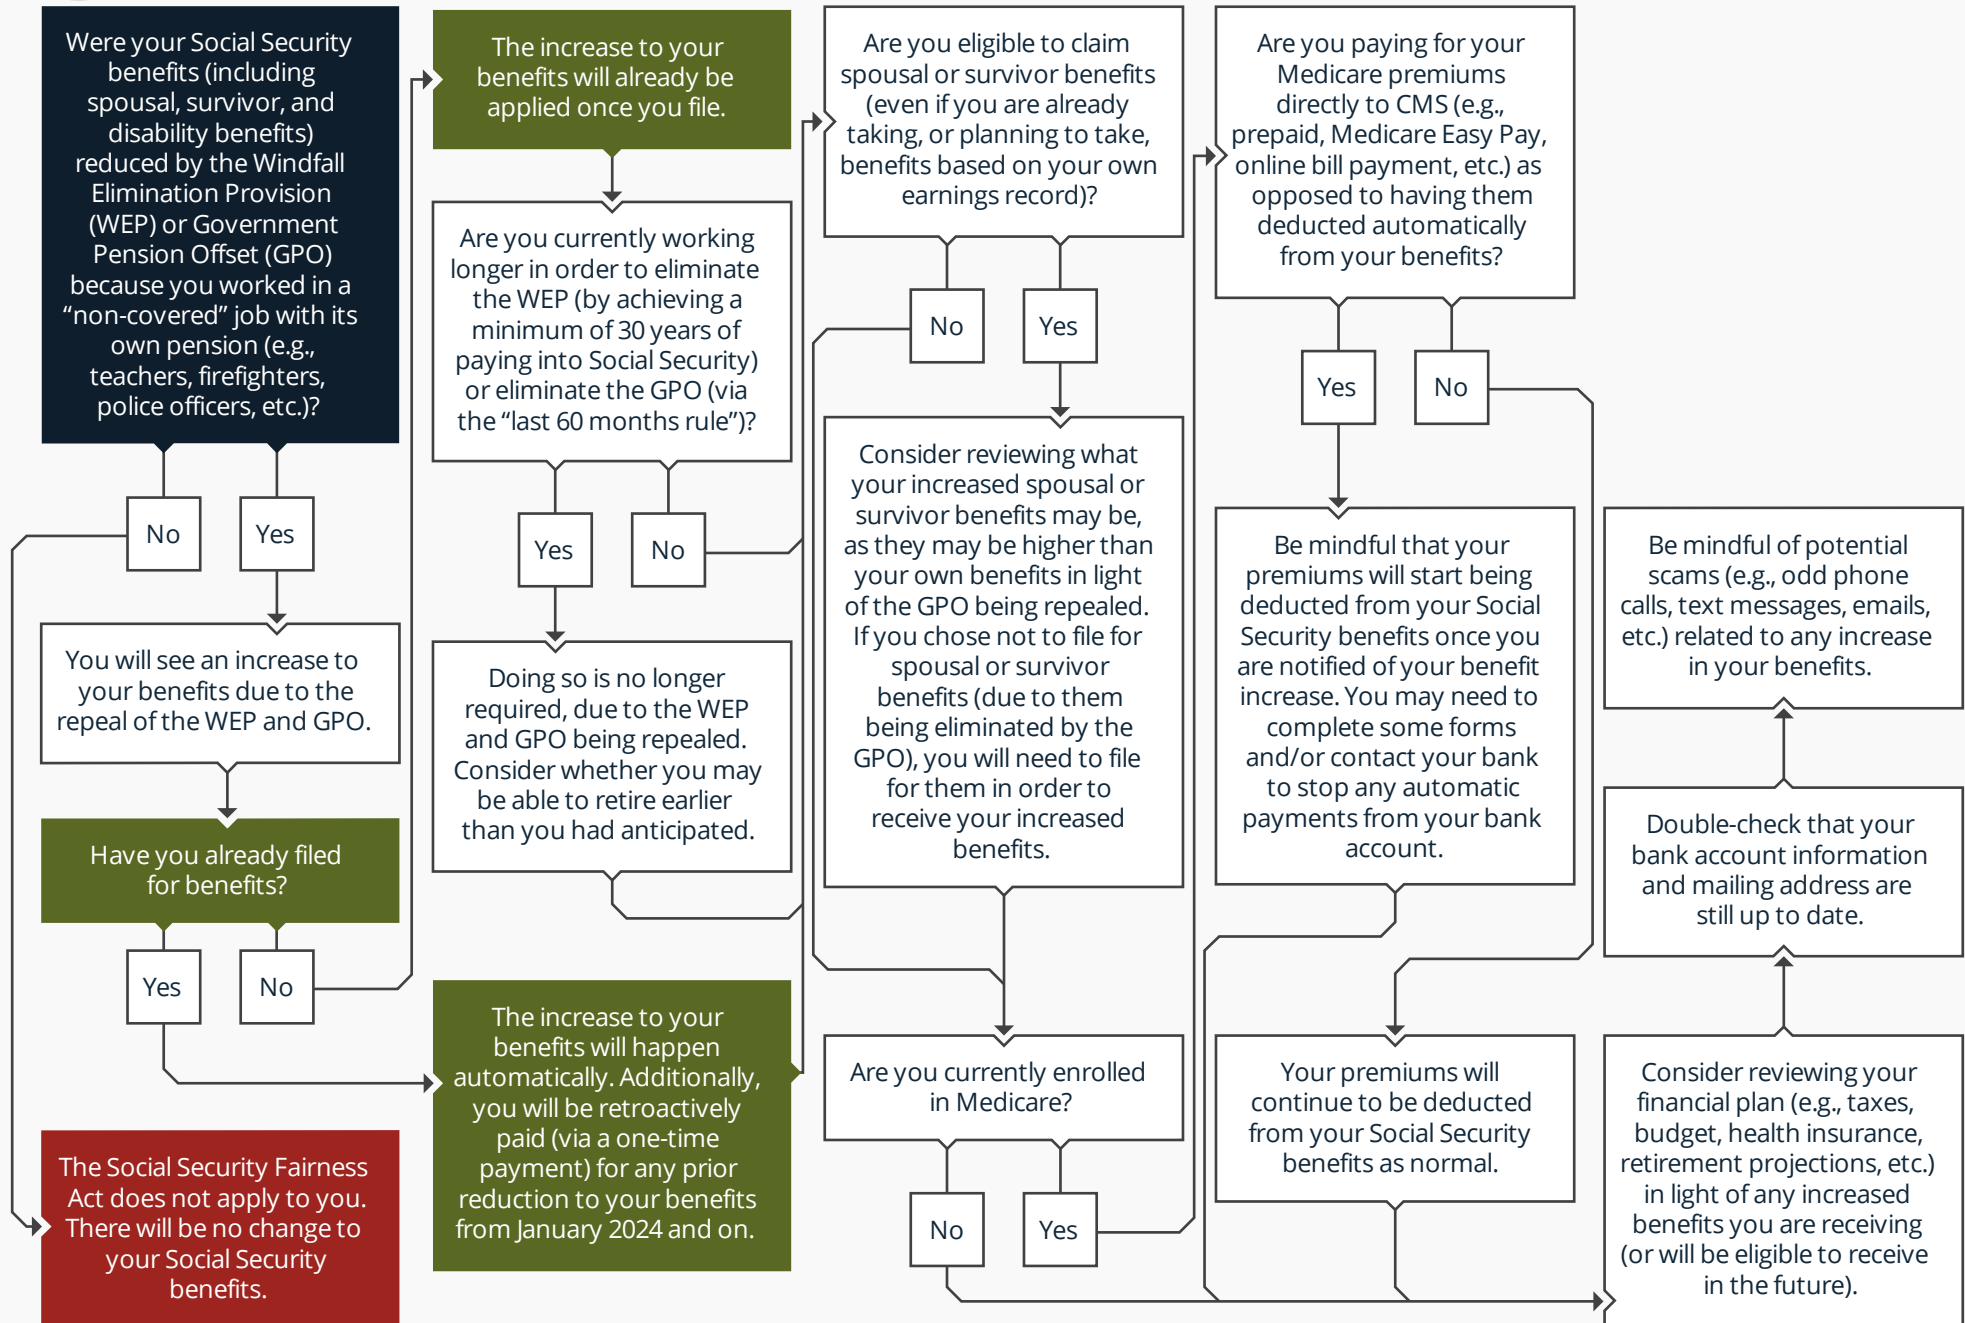 Were your Social Security
benefits (including
spousal, survivor, and
disability benefits)
reduced by the Windfall
Elimination Provision
(WEP) or Government
Pension Offset (GPO)
because you worked in a
“non-covered” job with its
own pension (e.g.,
teachers, firefighters,
police officers, etc.)?
No
Yes
You will see an increase to
your benefits due to the
repeal of the WEP and GPO.
Have you already filed
for benefits?
Yes
No
The Social Security Fairness
Act does not apply to you.
There will be no change to
your Social Security
benefits.
The increase to your
benefits will already be
applied once you file.
Are you currently working
longer in order to eliminate
the WEP (by achieving a
minimum of 30 years of
paying into Social Security)
or eliminate the GPO (via
the “last 60 months rule”)?
Yes
No
Doing so is no longer
required, due to the WEP
and GPO being repealed.
Consider whether you may
be able to retire earlier
than you had anticipated.
The increase to your
benefits will happen
automatically. Additionally,
you will be retroactively
paid (via a one-time
payment) for any prior
reduction to your benefits
from January 2024 and on.
Are you eligible to claim
spousal or survivor benefits
(even if you are already
taking, or planning to take,
benefits based on your own
earnings record)?
No
Yes
Consider reviewing what
your increased spousal or
survivor benefits may be,
as they may be higher than
your own benefits in light
of the GPO being repealed.
If you chose not to file for
spousal or survivor
benefits (due to them
being eliminated by the
GPO), you will need to file
for them in order to
receive your increased
benefits.
Are you currently enrolled
in Medicare?
No
Yes
Are you paying for your
Medicare premiums
directly to CMS (e.g.,
prepaid, Medicare Easy Pay,
online bill payment, etc.) as
opposed to having them
deducted automatically
from your benefits?
Yes
No
Be mindful that your
premiums will start being
deducted from your Social
Security benefits once you
are notified of your benefit
increase. You may need to
complete some forms
and/or contact your bank
to stop any automatic
payments from your bank
account.
Your premiums will
continue to be deducted
from your Social Security
benefits as normal.
Be mindful of potential
scams (e.g., odd phone
calls, text messages, emails,
etc.) related to any increase
in your benefits.
Double-check that your
bank account information
and mailing address are
still up to date.
Consider reviewing your
financial plan (e.g., taxes,
budget, health insurance,
retirement projections, etc.)
in light of any increased
benefits you are receiving
(or will be eligible to receive
in the future).